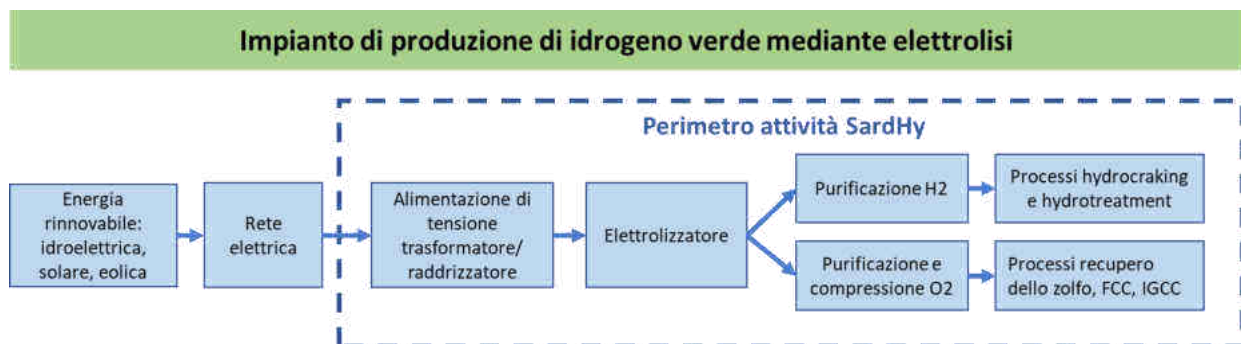 Impianto di produzione di idrogeno verde mediante elettrolisi
Perimetro attività SardHy
Energia
rinnovabile:
idroelettrica,
solare, eolica
Rete
elettrica
Alimentazione di
tensione
trasformatore/
raddrizzatore
Elettrolizzatore
Purificazione H2
Processi hydrocraking
e hydrotreatment
Purificazione e
compressione O2
Processi recupero
dello zolfo, FCC, IGCC